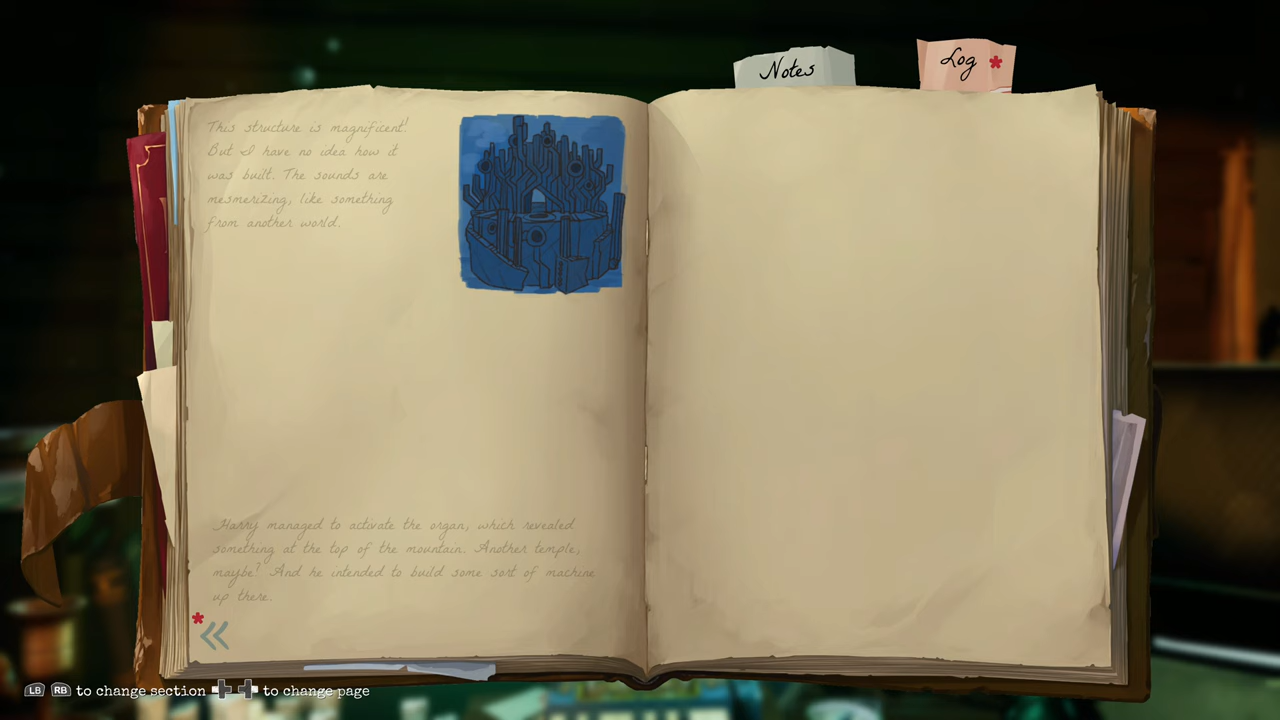 Notes
Log *
This structure is magnificent!
But I have no idea how it
was built. The sounds are
mesmerizing, like something
from another world.
Harry managed to activate the organ, which revealed
something at the top of the mountain. Another temple,
maybe? And he intended to build some sort of machine
up there.
*
LB RB to change section to change page